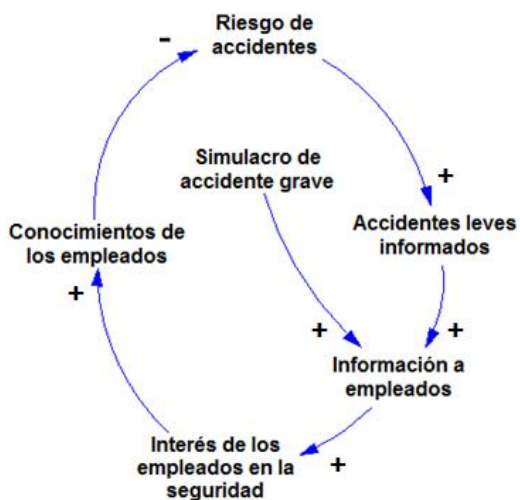 -
Riesgo de
accidentes
Simulacro de
accidente grave
+
Conocimientos de
los empleados
Accidentes leves
informados
+
+
+
Información a
empleados
Interés de los
empleados en la
seguridad
+